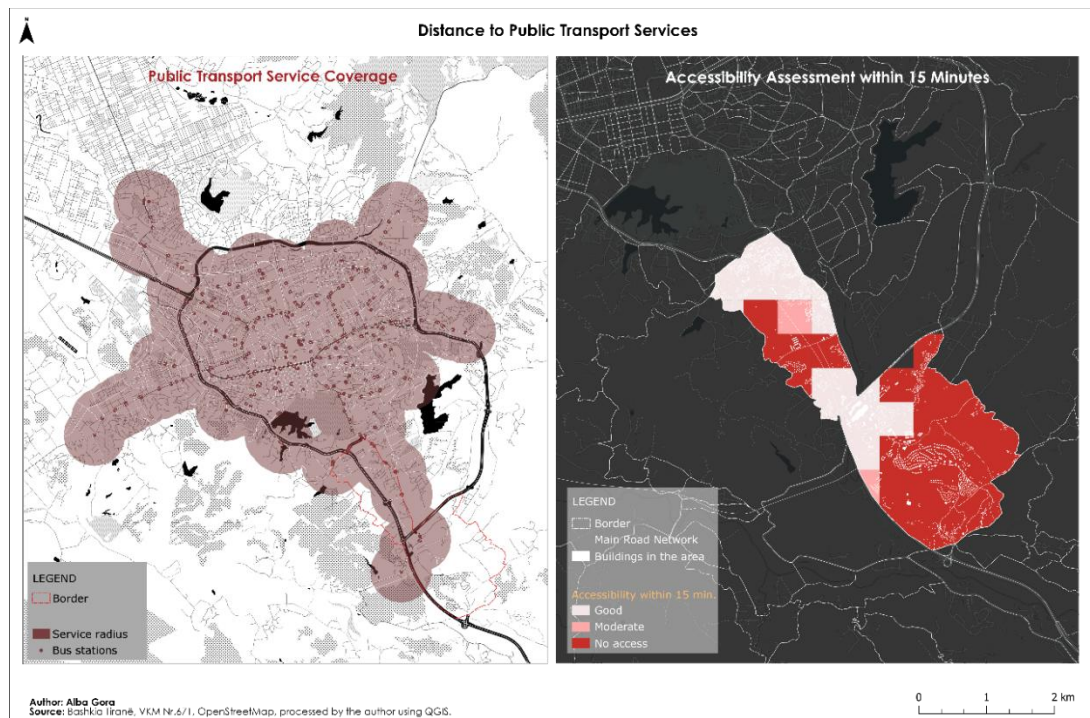 N
Distance to Public Transport Services
Public Transport Service Coverage
LEGEND
Border
Service radius
Bus stations
Accessibility Assessment within 15 Minutes
LEGEND
Border
Main Road Network
Buildings in the area
Accessibility within 15 min.
Good
Moderate
No access
Author: Alba Gora
Source: Bashkia Tiranë, VKM Nr.6/1, OpenStreetMap, processed by the author using QGIS.
0 1 2 km